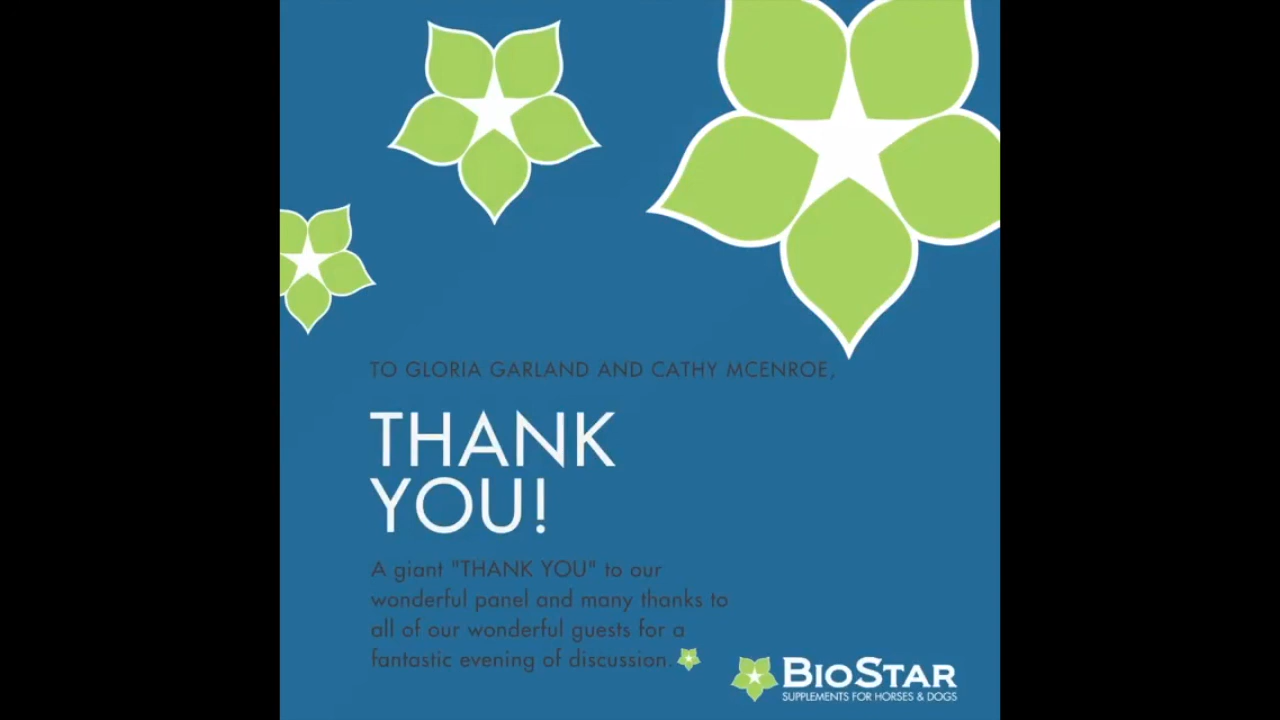 TO GLORIA GARLAND AND CATHY MCENROE,
THANK
YOU!
A giant "THANK YOU" to our
wonderful panel and many thanks to
all of our wonderful guests for a
fantastic evening of discussion.
BIOSTAR
SUPPLEMENTS FOR HORSES & DOGS